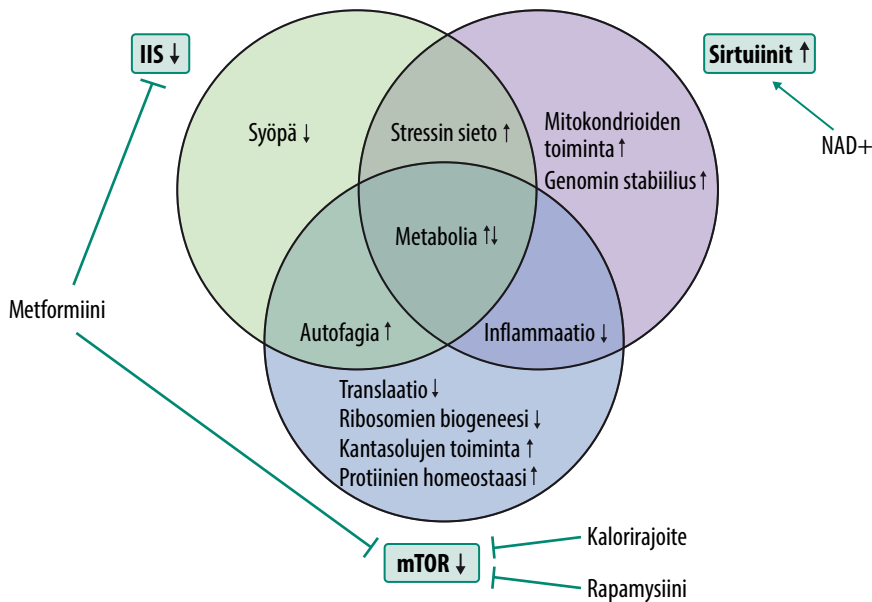 IIS ↓
Sirtuiinit ↑
Syöpä ↓
Stressin sieto ↑
Mitokondrioiden
toiminta ↑
Genomin stabiilius ↑
NAD+
Metabolia ↑↓
Metformiini
Autofagia ↑
Inflammaatio ↓
Translaatio ↓
Ribosomien biogeneesi ↓
Kantasolujen toiminta ↑
Protiinien homeostaasi ↑
mTOR ↓
Kalorirajoite
Rapamysiini